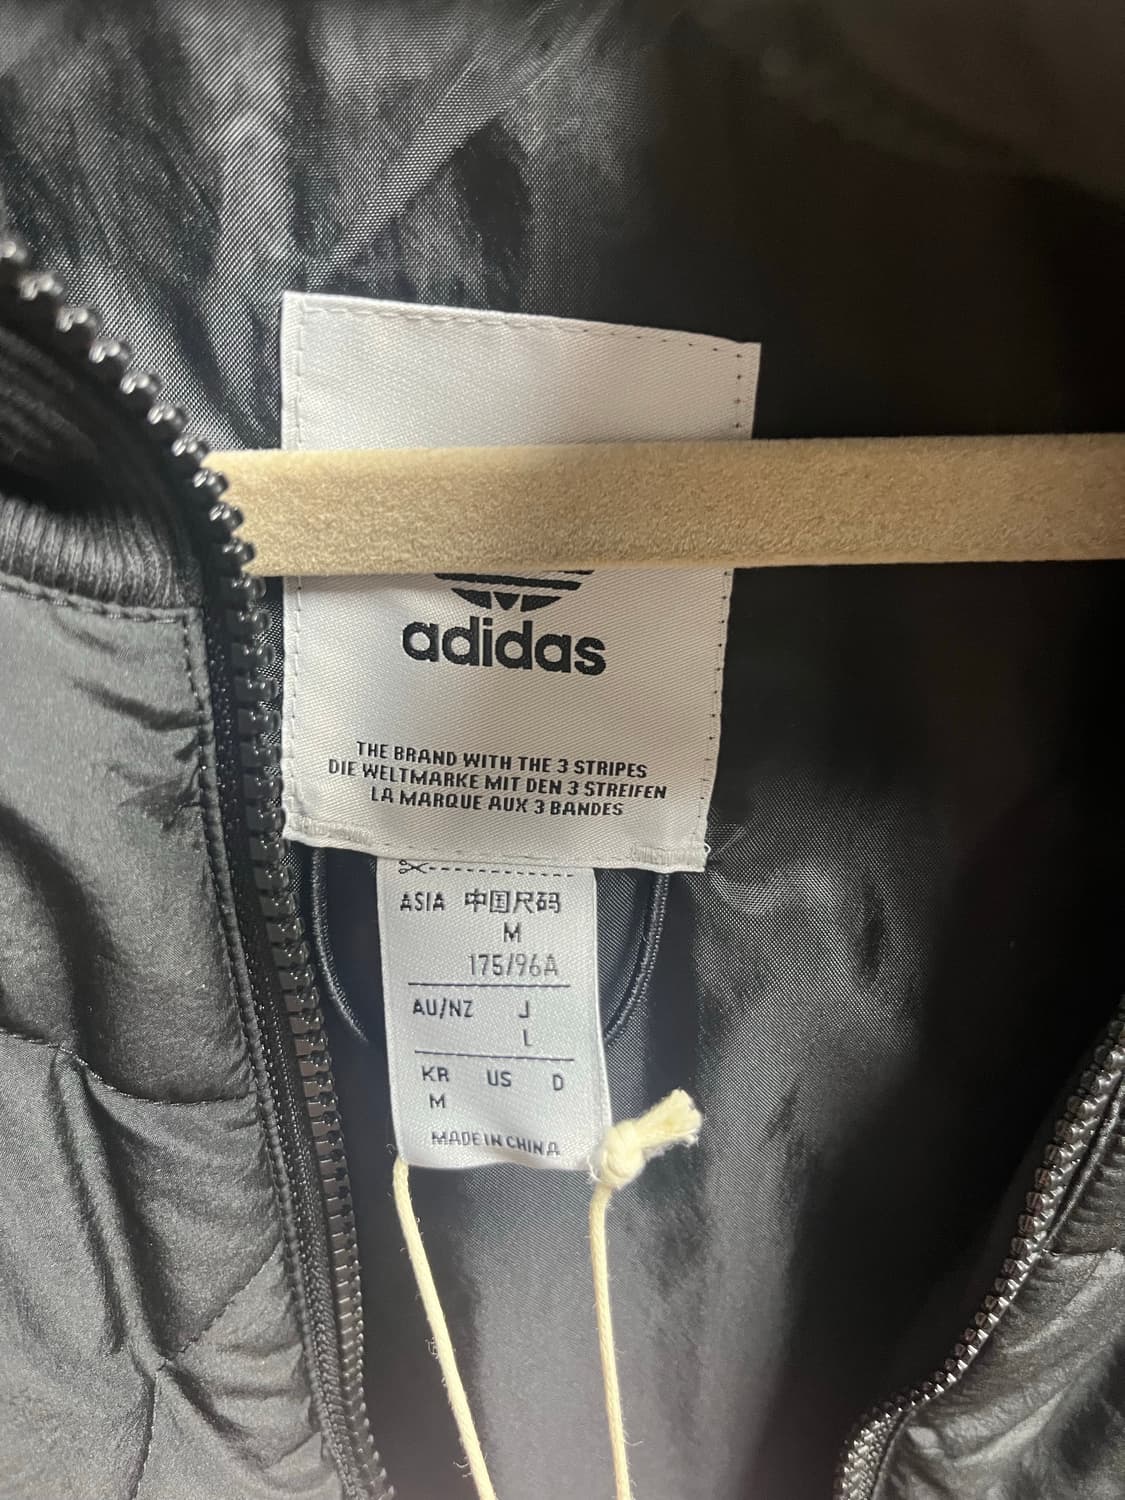 adidas
THE BRAND WITH THE 3 STRIPES
DIE WELTMARKE MIT DEN 3 STREIFEN
LA MARQUE AUX 3 BANDES
ASIA 中国尺码
M
175/96A
AU/NZ J
L
KR US D
M
MADE IN CHINA